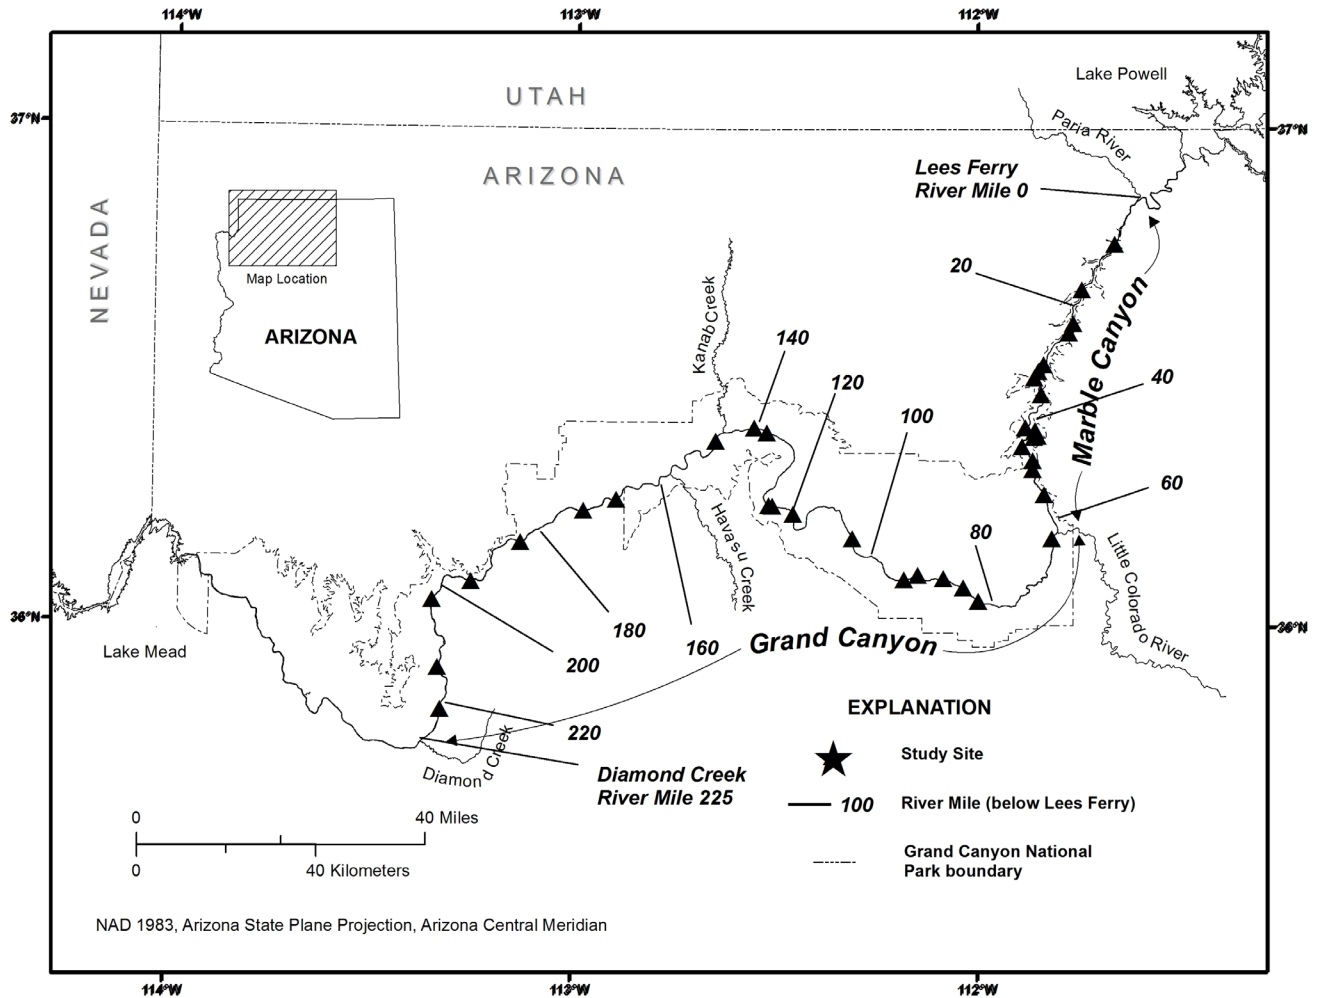 114°W
113°W
112°W
Lake Powell
UTAH
37°N
37°N
Paria River
Lees Ferry
River Mile 0
ARIZONA
NEVADA
20
Map Location
Kanab Creek
Marble Canyon
ARIZONA
140
40
120
100
60
Havasu Creek
80
Little Colorado River
36°N
36°N
180
Grand Canyon
160
Lake Mead
200
EXPLANATION
220
Study Site
Diamond Creek
Diamond Creek
River Mile 225
100
River Mile (below Lees Ferry)
0
40 Miles
Grand Canyon National
Park boundary
0
40 Kilometers
NAD 1983, Arizona State Plane Projection, Arizona Central Meridian
114°W
113°W
112°W